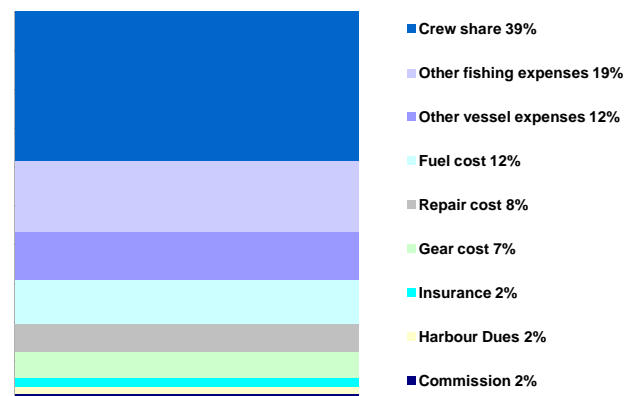 Crew share 39%
Other fishing expenses 19%
Other vessel expenses 12%
Fuel cost 12%
Repair cost 8%
Gear cost 7%
Insurance 2%
Harbour Dues 2%
Commission 2%